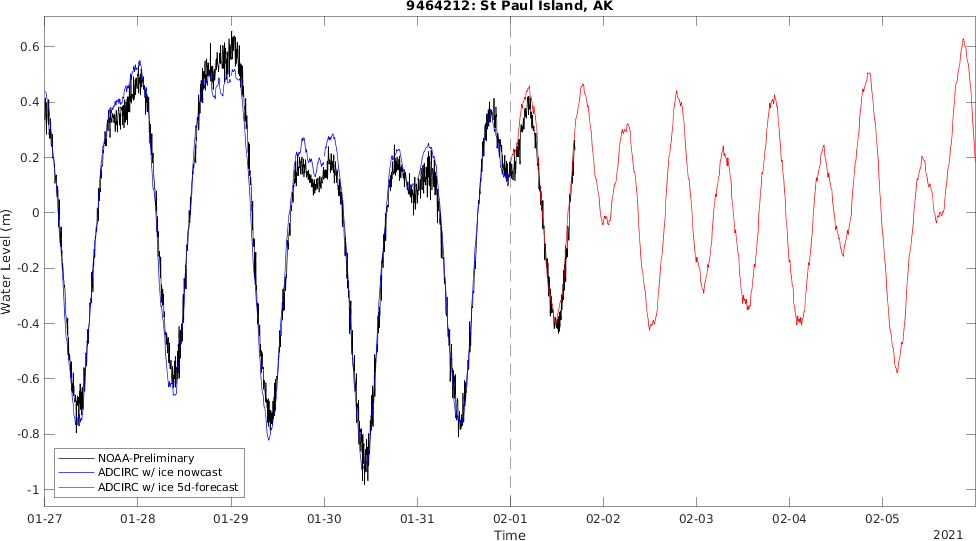 9464212: St Paul Island, AK
0.6
0.4
0.2
0
-0.2
-0.4
-0.6
-0.8
-1
Water Level (m)
NOAA-Preliminary
ADCIRC w/ ice nowcast
ADCIRC w/ ice 5d-forecast
01-27 01-28 01-29 01-30 01-31 02-01 02-02 02-03 02-04 02-05
Time
2021